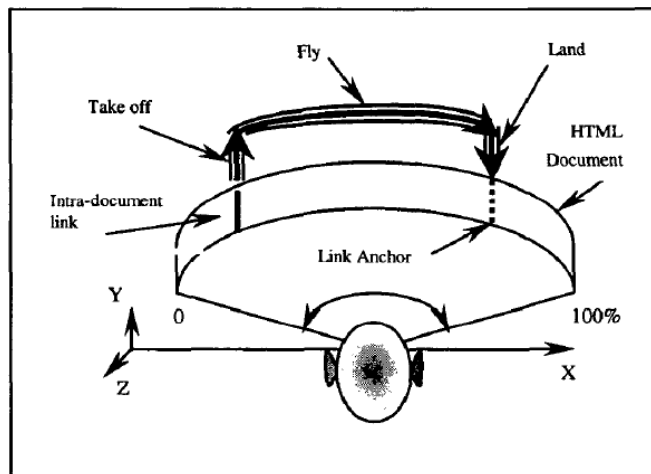 Fly
Land
Take off
HTML
Document
Intra-document
link
Link Anchor
Y
0
100%
X
Z